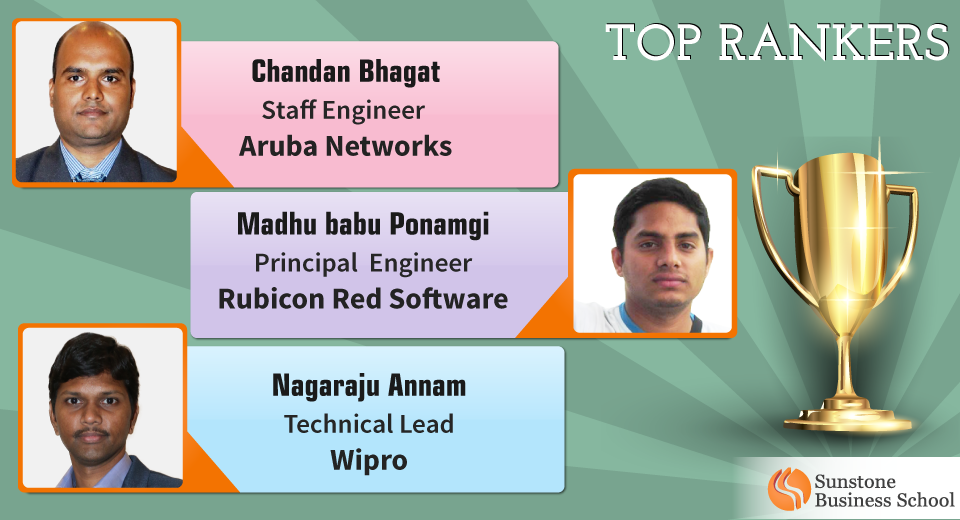 TOP RANKERS
Chandan Bhagat
Staff Engineer
Aruba Networks
Madhu babu Ponamgi
Principal Engineer
Rubicon Red Software
Nagaraju Annam
Technical Lead
Wipro
Sunstone
Business School